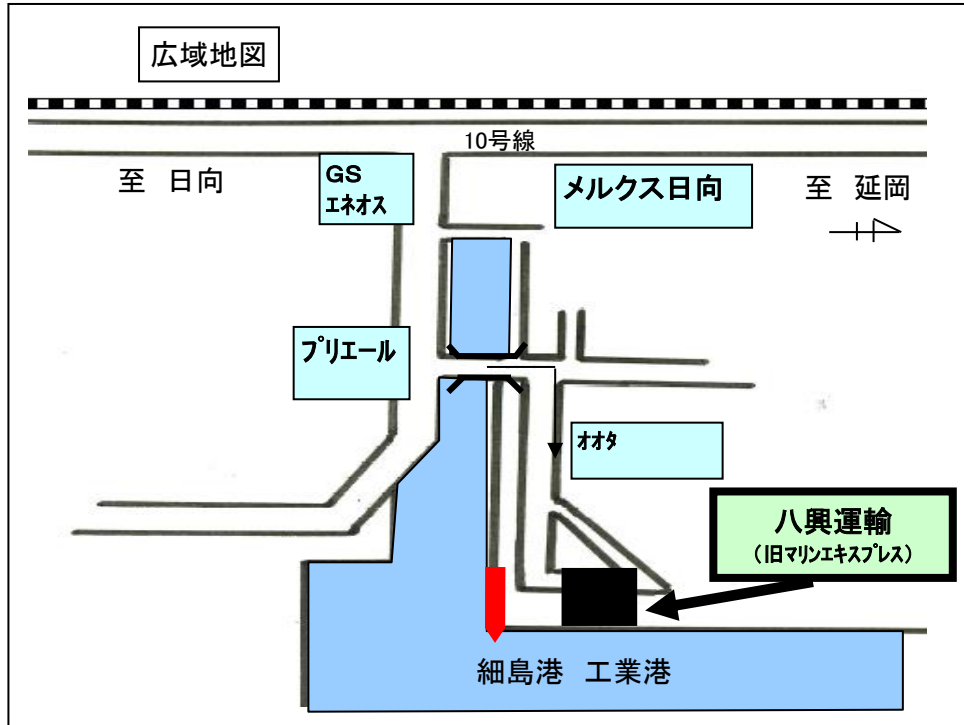 広域地図
10号線
至 日向
GS
エネオス
メルクス日向
至 延岡
プリエール
オオタ
八興運輸
(旧マリンエキスプレス)
細島港 工業港